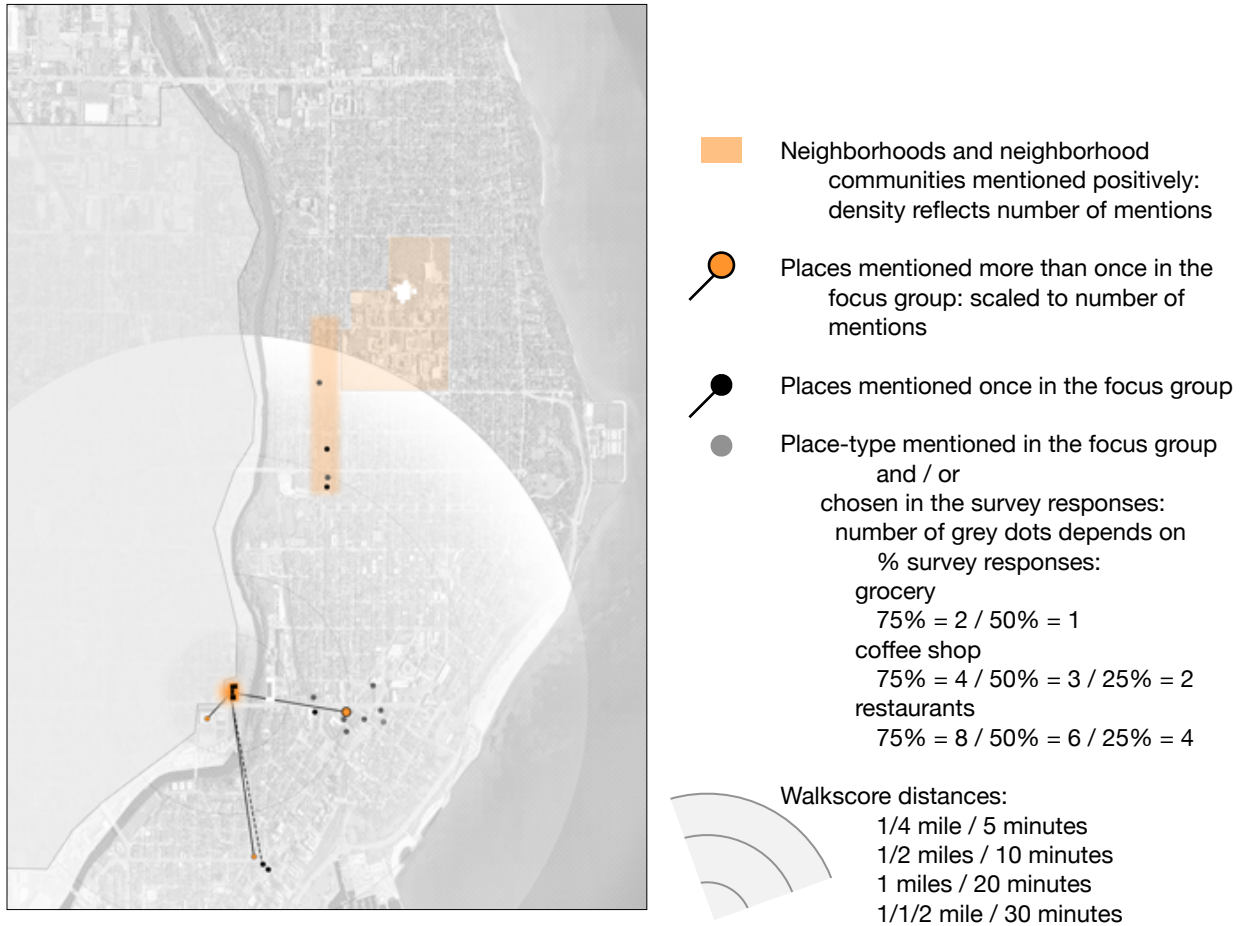 Neighborhoods and neighborhood
communities mentioned positively:
density reflects number of mentions
Places mentioned more than once in the
focus group: scaled to number of
mentions
Places mentioned once in the focus group
Place-type mentioned in the focus group
and / or
chosen in the survey responses:
number of grey dots depends on
% survey responses:
grocery
75% = 2 / 50% = 1
coffee shop
75% = 4 / 50% = 3 / 25% = 2
restaurants
75% = 8 / 50% = 6 / 25% = 4
Walkscore distances:
1/4 mile / 5 minutes
1/2 miles / 10 minutes
1 miles / 20 minutes
1/1/2 mile / 30 minutes